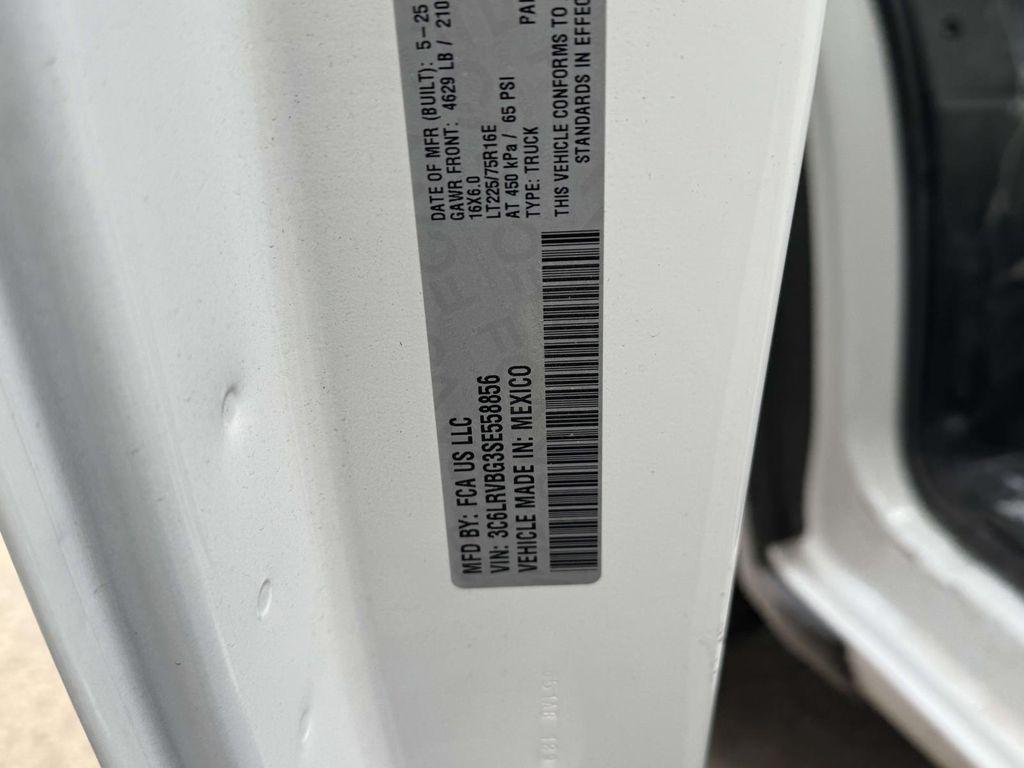 MFD BY: FCA US LLC
VIN: 3C6LRVBG3SE558856
VEHICLE MADE IN: MEXICO
DATE OF MFR (BUILT): 5-25
GAWR FRONT: 4629 LB / 210
16X6.0
LT225/75R16E
AT 450 kPa / 65 PSI
TYPE: TRUCK
THIS VEHICLE CONFORMS TO
STANDARDS IN EFFEC